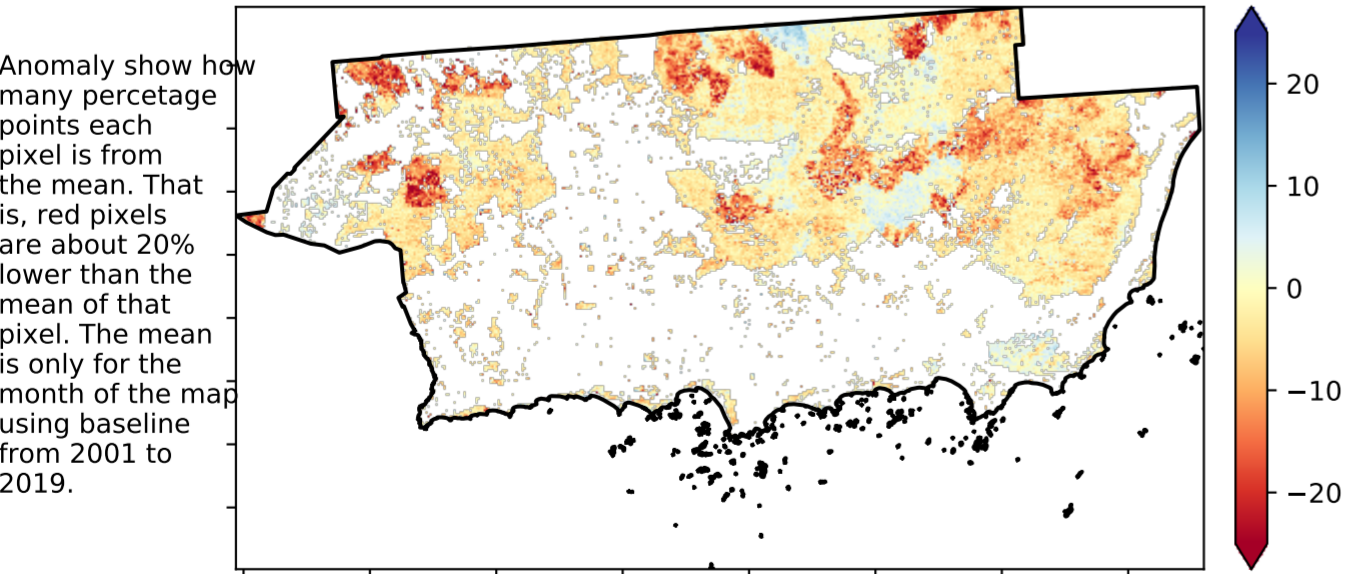 Anomaly show how
many percetage
points each
pixel is from
the mean. That
is, red pixels
are about 20%
lower than the
mean of that
pixel. The mean
is only for the
month of the map
using baseline
from 2001 to
2019.
20
10
0
−10
−20